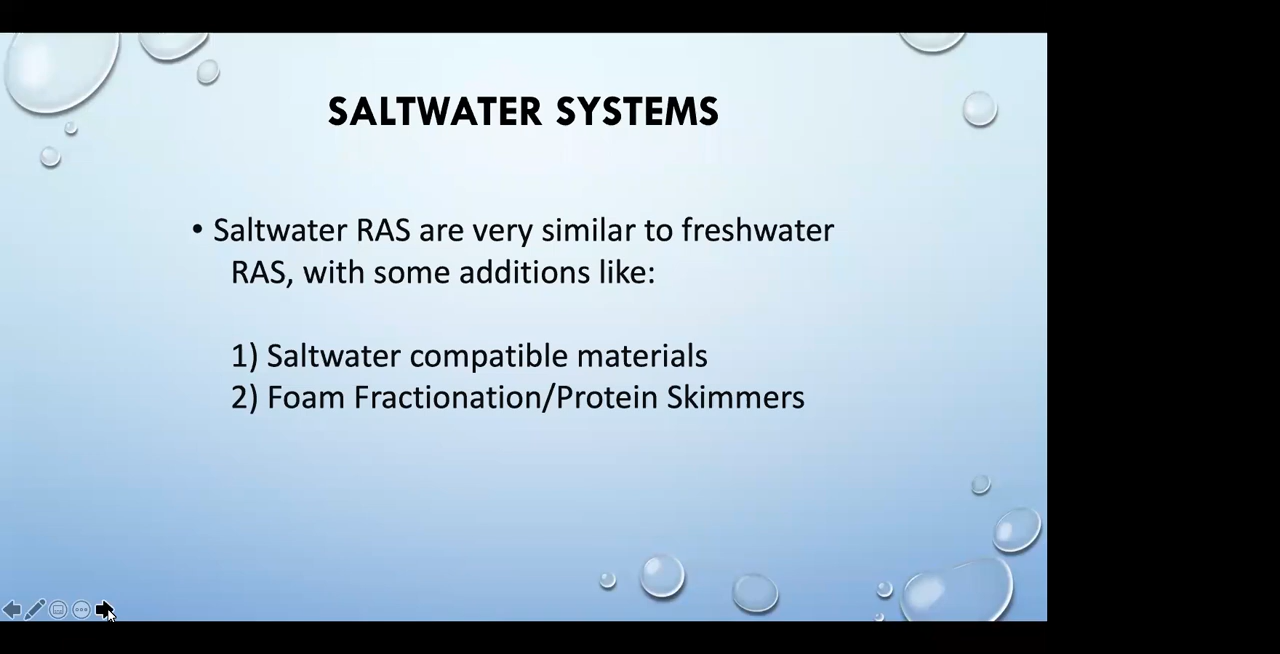 SALTWATER SYSTEMS
• Saltwater RAS are very similar to freshwater
RAS, with some additions like:
1) Saltwater compatible materials
2) Foam Fractionation/Protein Skimmers